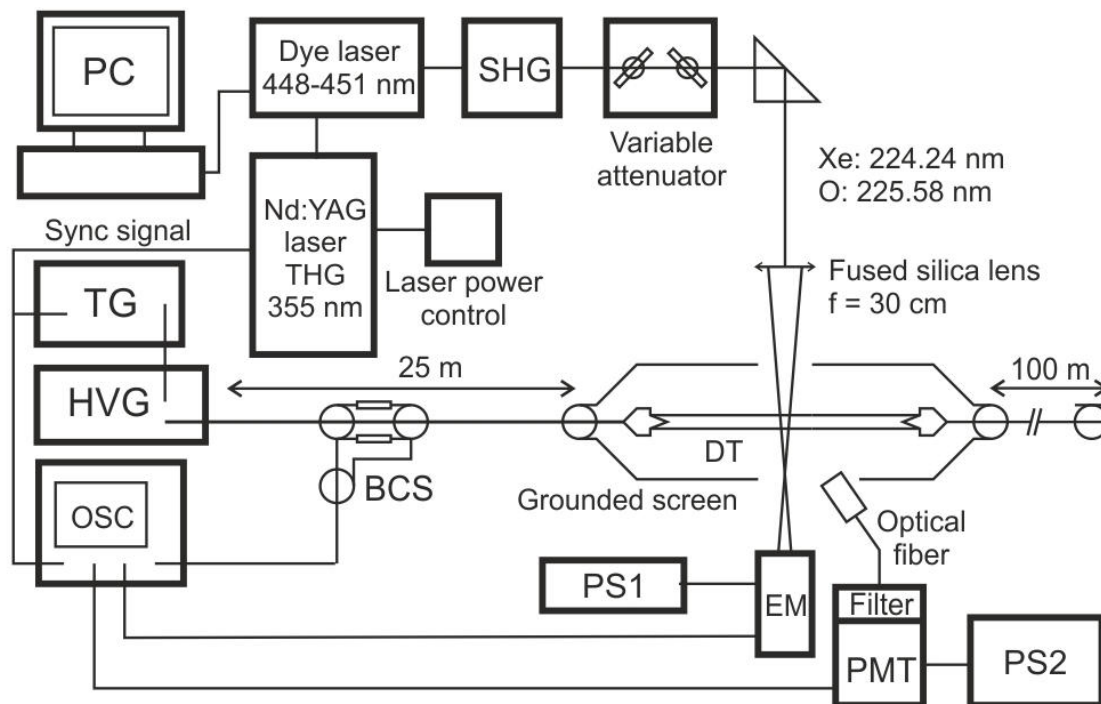 PC
Dye laser
448-451 nm
SHG
Variable
attenuator
Xe: 224.24 nm
O: 225.58 nm
Nd:YAG
laser
THG
355 nm
Laser power
control
Sync signal
Fused silica lens
f = 30 cm
TG
HVG
25 m
100 m
DT
BCS
Grounded screen
OSC
Optical
fiber
PS1
EM
Filter
PMT
PS2